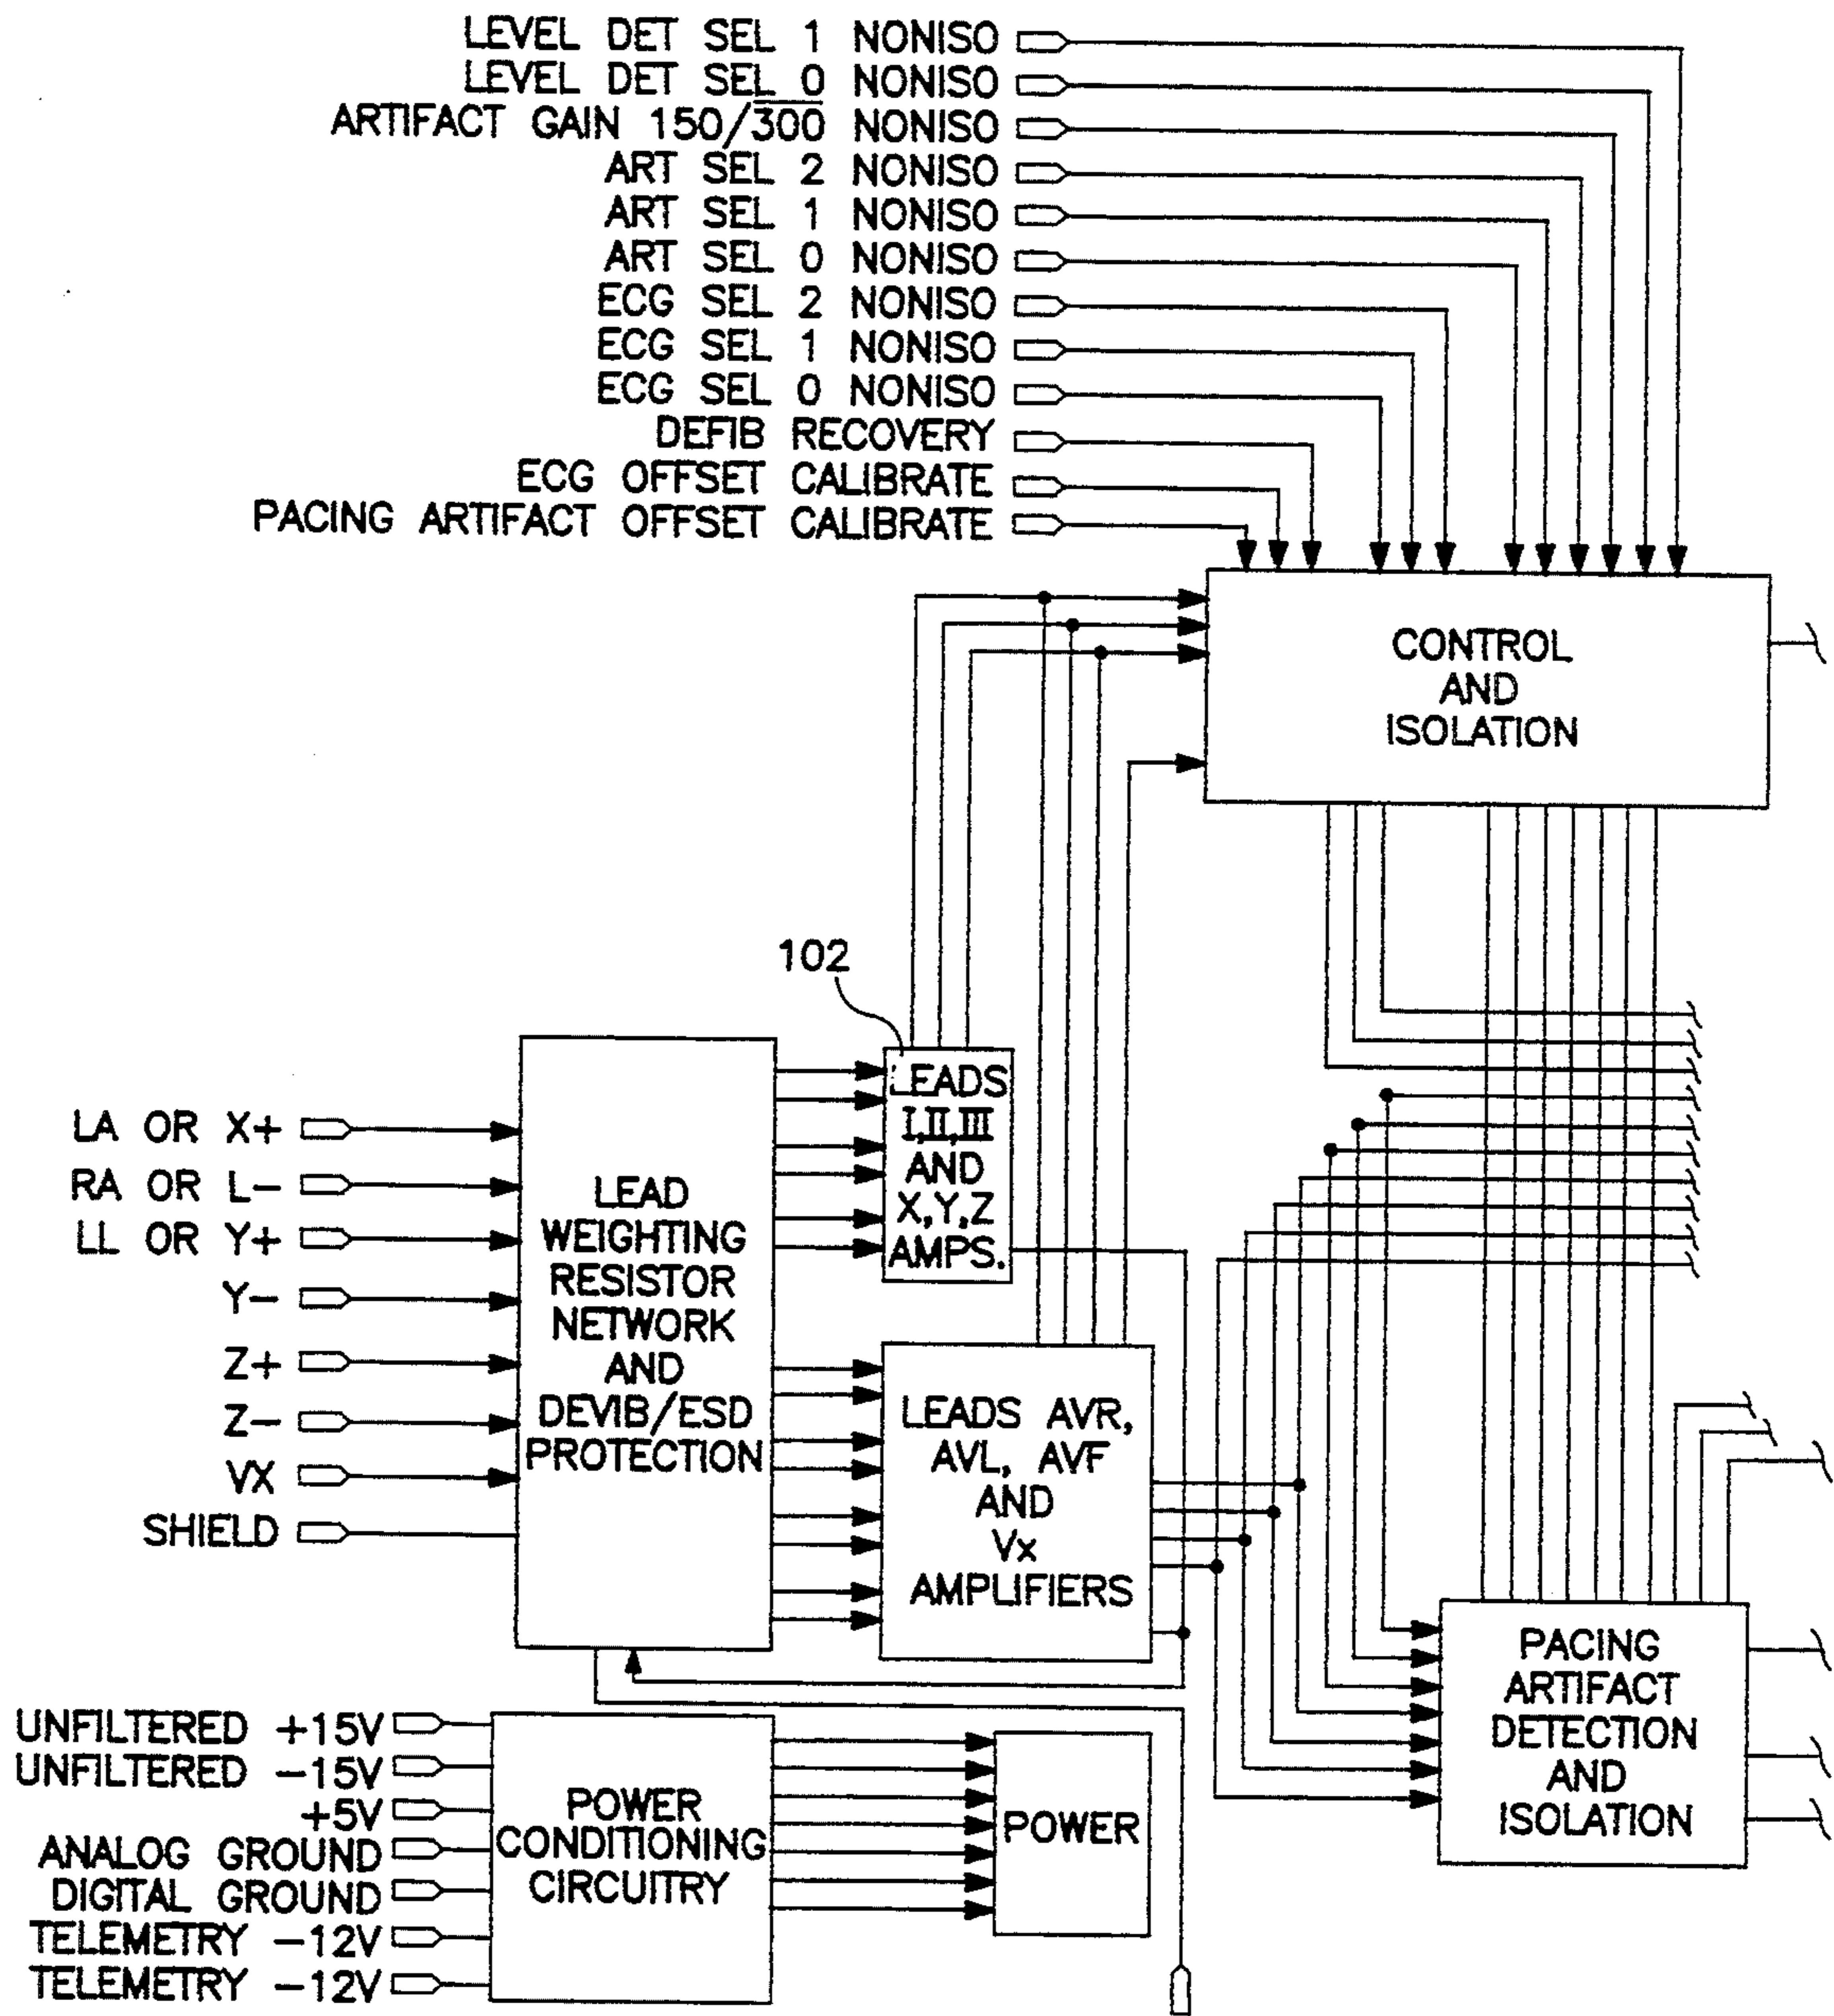 LEVEL DET SEL 1 NONISO
LEVEL DET SEL 0 NONISO
ARTIFACT GAIN 150/3̅0̅0̅ NONISO
ART SEL 2 NONISO
ART SEL 1 NONISO
ART SEL 0 NONISO
ECG SEL 2 NONISO
ECG SEL 1 NONISO
ECG SEL 0 NONISO
DEFIB RECOVERY
ECG OFFSET CALIBRATE
PACING ARTIFACT OFFSET CALIBRATE
CONTROL
AND
ISOLATION
102
LA OR X+
RA OR L-
LL OR Y+
Y-
Z+
Z-
VX
SHIELD
LEAD
WEIGHTING
RESISTOR
NETWORK
AND
DEVIB/ESD
PROTECTION
LEADS
I,II,III
AND
X,Y,Z
AMPS.
LEADS AVR,
AVL, AVF
AND
Vx
AMPLIFIERS
PACING
ARTIFACT
DETECTION
AND
ISOLATION
UNFILTERED +15V
UNFILTERED -15V
+5V
ANALOG GROUND
DIGITAL GROUND
TELEMETRY -12V
TELEMETRY -12V
POWER
CONDITIONING
CIRCUITRY
POWER